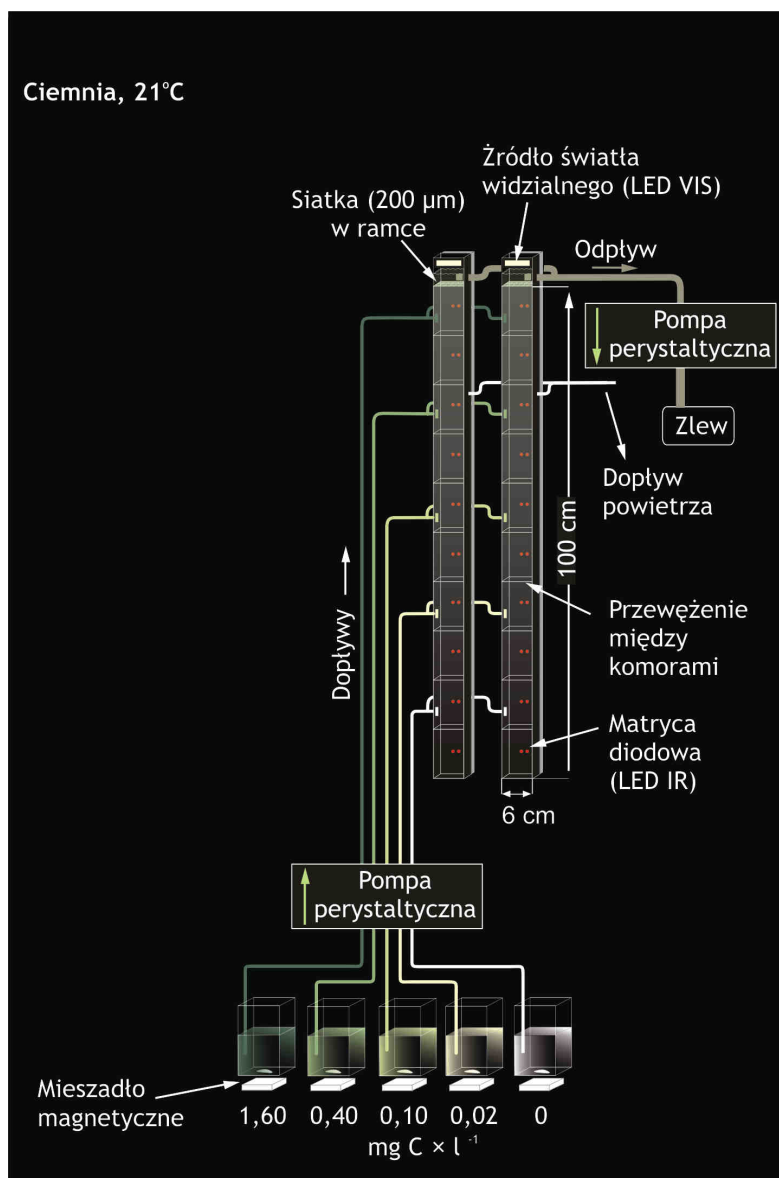 Ciemnia, 21°C
Źródło światła
widzialnego (LED VIS)
Siatka (200 µm)
w ramce
Odpływ
Pompa
perystaltyczna
Zlew
Dopływ
powietrza
100 cm
Przewężenie
między
komorami
Dopływy
Matryca
diodowa
(LED IR)
6 cm
Pompa
perystaltyczna
Mieszadło
magnetyczne
1,60 0,40 0,10 0,02 0
mg C × l ⁻¹